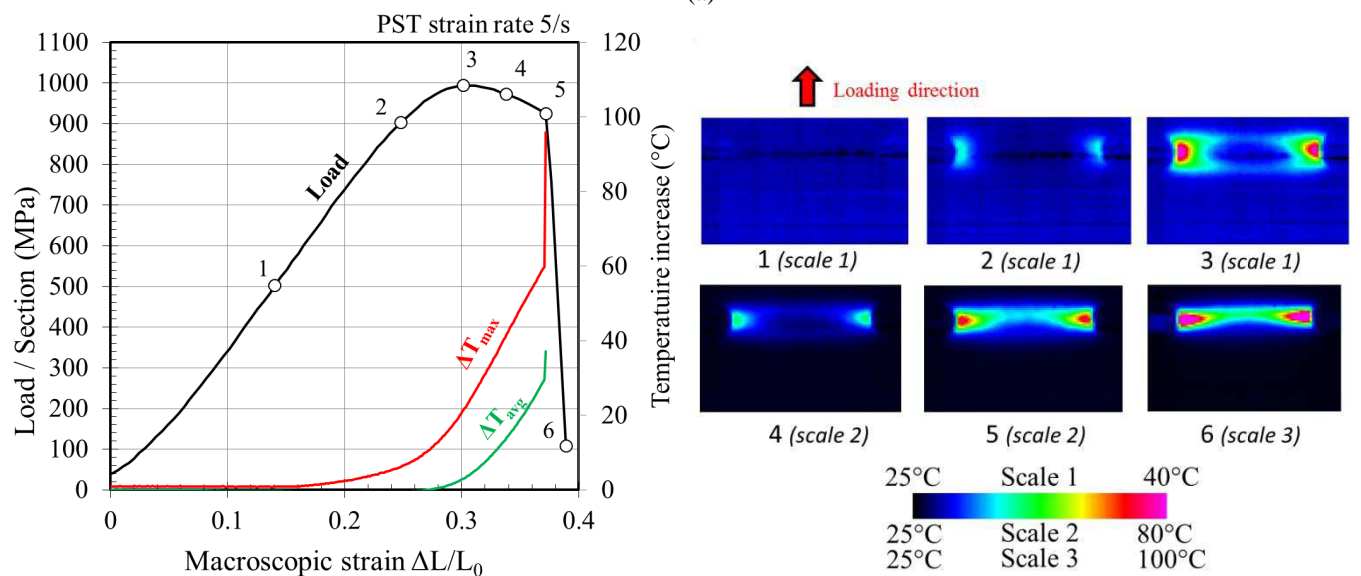 PST strain rate 5/s
1100
1000
900
800
700
600
500
400
300
200
100
0
Load / Section (MPa)
0
0.1
0.2
0.3
0.4
Macroscopic strain ΔL/L0
120
100
80
60
40
20
0
Temperatuire increase (°C)
1
2
3
4
5
6
Load
ΔTmax
ΔTavg
Loading direction
1 (scale 1)
2 (scale 1)
3 (scale 1)
4 (scale 2)
5 (scale 2)
6 (scale 3)
25°C Scale 1 40°C
25°C Scale 2 80°C
25°C Scale 3 100°C